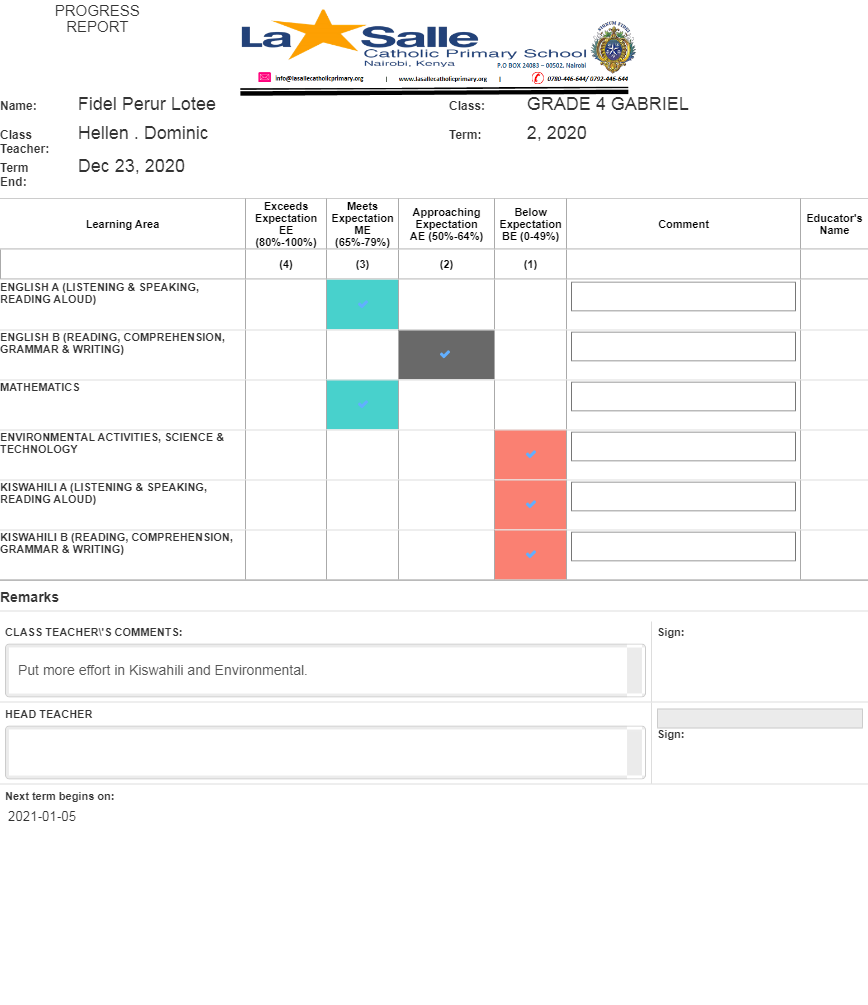 PROGRESS
REPORT
La Salle
Catholic Primary School
Nairobi, Kenya
P.O BOX 24083 – 00502, Nairobi
info@lasallecatholicprimary.org | www.lasallecatholicprimary.org | 0780-446-644/ 0792-446-644
Name: Fidel Perur Lotee Class: GRADE 4 GABRIEL
Class Teacher: Hellen . Dominic Term: 2, 2020
Term End: Dec 23, 2020
Learning Area
Exceeds Expectation EE (80%-100%)
Meets Expectation ME (65%-79%)
Approaching Expectation AE (50%-64%)
Below Expectation BE (0-49%)
Comment
Educator's Name
(4) (3) (2) (1)
ENGLISH A (LISTENING & SPEAKING,
READING ALOUD)
ENGLISH B (READING, COMPREHENSION,
GRAMMAR & WRITING)
MATHEMATICS
ENVIRONMENTAL ACTIVITIES, SCIENCE &
TECHNOLOGY
KISWAHILI A (LISTENING & SPEAKING,
READING ALOUD)
KISWAHILI B (READING, COMPREHENSION,
GRAMMAR & WRITING)
Remarks
CLASS TEACHER\'S COMMENTS: Sign:
Put more effort in Kiswahili and Environmental.
HEAD TEACHER
Sign:
Next term begins on:
2021-01-05